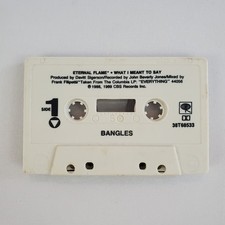 ETERNAL FLAME* • WHAT I MEANT TO SAY
Produced by Davitt Sigerson/Recorded by John Beverly Jones/Mixed by
Frank Filipetti*Taken From The Columbia LP: "EVERYTHING" 44056
℗1988, 1989 CBS Records Inc.
SIDE
1
38T68533
BANGLES